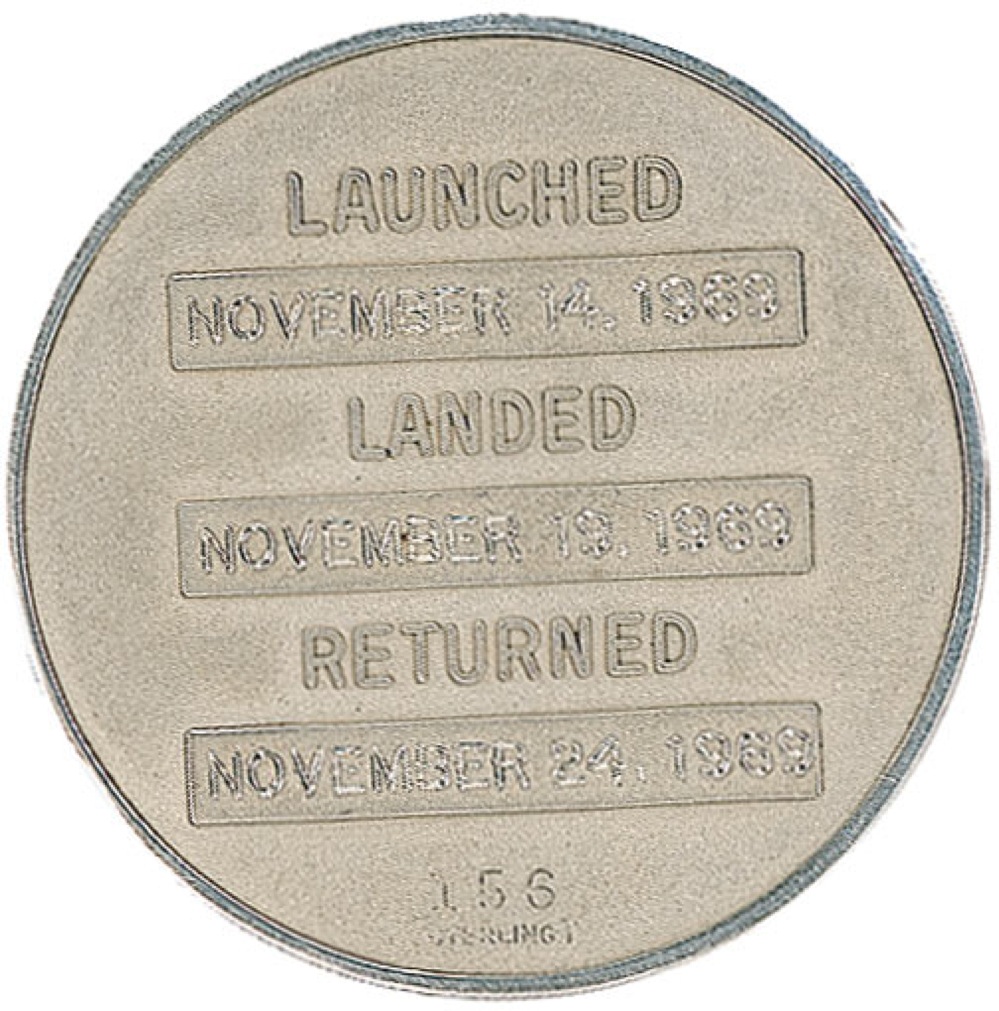 LAUNCHED
NOVEMBER 14, 1969
LANDED
NOVEMBER 19, 1969
RETURNED
NOVEMBER 24, 1969
156
STERLING